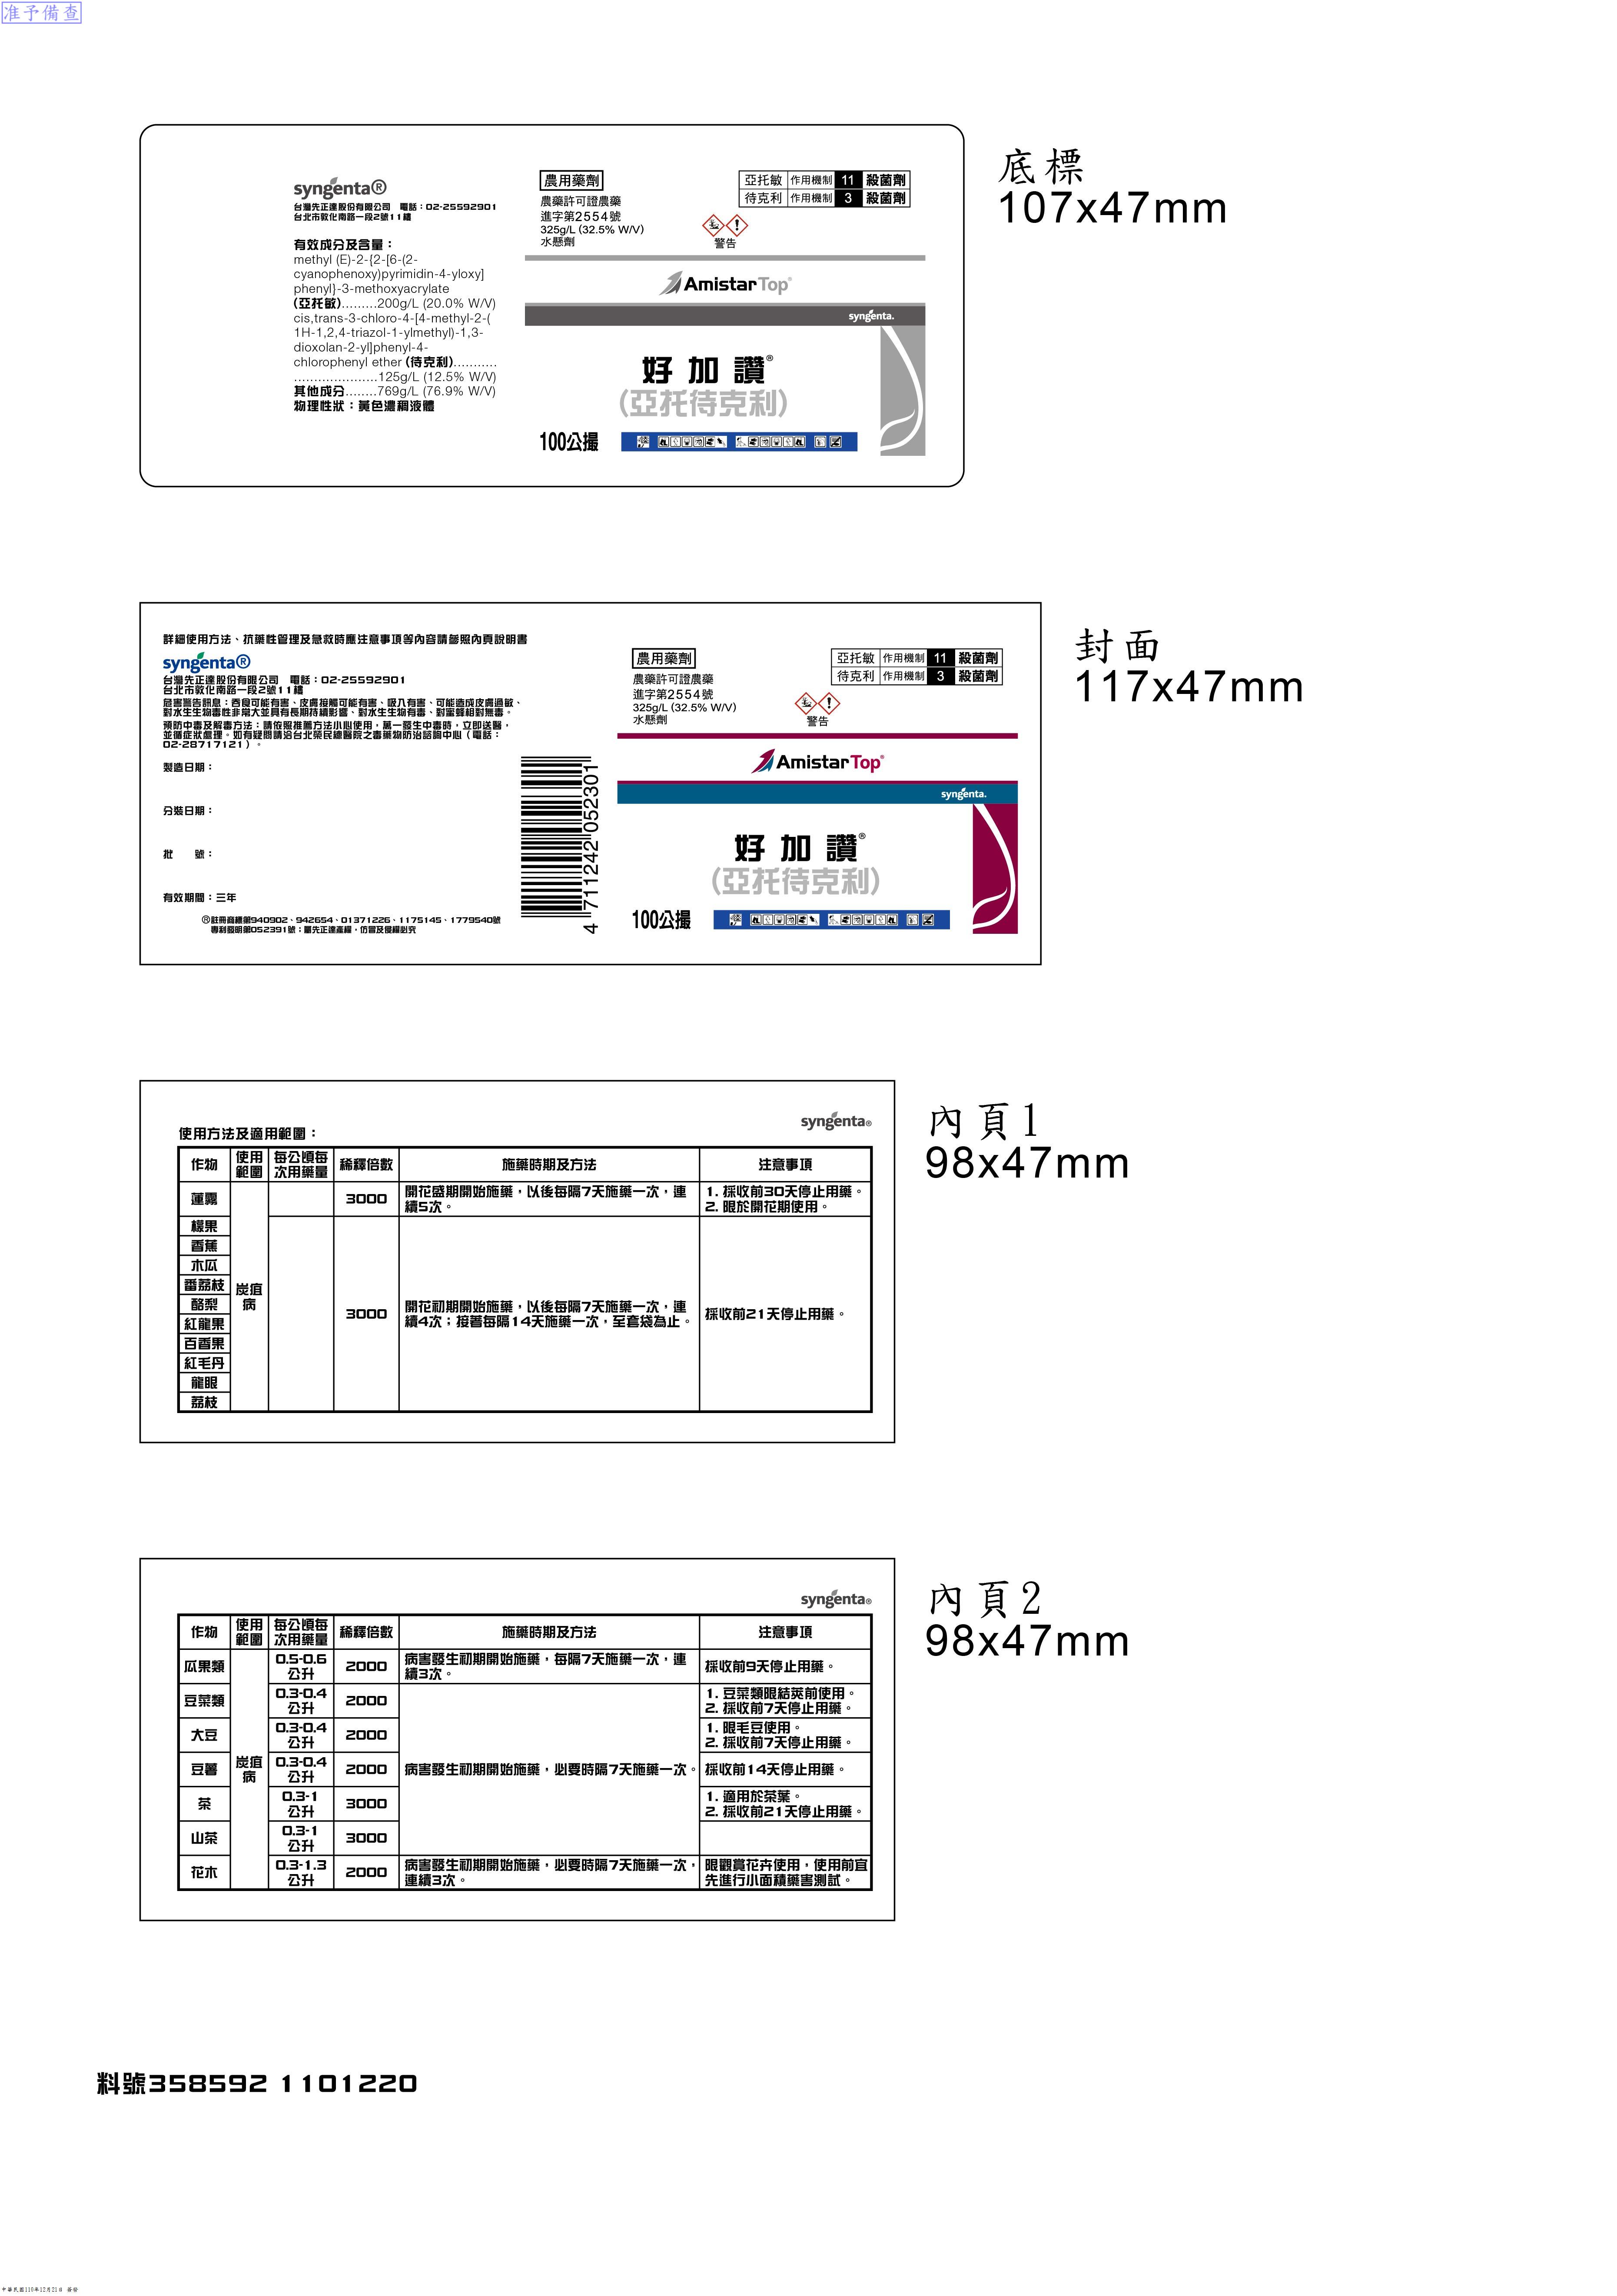 准予備查
syngenta®
台灣先正達股份有限公司 電話：02-25592901
台北市敦化南路一段2號11樓
有效成分及含量：
methyl (E)-2-{2-[6-(2-
cyanophenoxy)pyrimidin-4-yloxy]
phenyl}-3-methoxyacrylate
(亞托敏).........200g/L (20.0% W/V)
cis,trans-3-chloro-4-[4-methyl-2-(
1H-1,2,4-triazol-1-ylmethyl)-1,3-
dioxolan-2-yl]phenyl-4-
chlorophenyl ether (待克利)...........
.....................125g/L (12.5% W/V)
其他成分........769g/L (76.9% W/V)
物理性狀：黃色濃稠液體
農用藥劑
農藥許可證農藥
進字第2554號
325g/L (32.5% W/V)
水懸劑
亞托敏 作用機制 11 殺菌劑
待克利 作用機制 3 殺菌劑
警告
AmistarTop®
syngenta.
好加讚®
(亞托待克利)
100公撮
底標
107x47mm
詳細使用方法、抗藥性管理及急救時應注意事項等內容請參照內頁說明書
syngenta®
台灣先正達股份有限公司 電話：02-25592901
台北市敦化南路一段2號11樓
危害警告訊息：吞食可能有害、皮膚接觸可能有害、吸入有害、可能造成皮膚過敏、
對水生生物毒性非常大並具有長期持續影響、對水生生物有毒、對蜜蜂相對無毒。
預防中毒及解毒方法：請依照推薦方法小心使用，萬一發生中毒時，立即送醫，
並循症狀處理。如有疑問請洽台北榮民總醫院之毒藥物防治諮詢中心（電話：
02-28717121）。
製造日期：
分裝日期：
批 號：
有效期間：三年
®註冊商標第940902、942654、01371226、1175145、1779540號
專利發明第052391號；屬先正達產權，仿冒及侵權必究
4 711242 052301
農用藥劑
農藥許可證農藥
進字第2554號
325g/L (32.5% W/V)
水懸劑
亞托敏 作用機制 11 殺菌劑
待克利 作用機制 3 殺菌劑
警告
AmistarTop®
syngenta.
好加讚®
(亞托待克利)
100公撮
封面
117x47mm
syngenta®
使用方法及適用範圍：
作物 使用範圍 每公頃每次用藥量 稀釋倍數 施藥時期及方法 注意事項
蓮霧 3000 開花盛期開始施藥，以後每隔7天施藥一次，連續5次。 1. 採收前30天停止用藥。
2. 限於開花期使用。
檬果
香蕉
木瓜
番荔枝
炭疽病
酪梨
3000 開花初期開始施藥，以後每隔7天施藥一次，連續4次；接著每隔14天施藥一次，至套袋為止。 採收前21天停止用藥。
紅龍果
百香果
紅毛丹
龍眼
荔枝
內頁1
98x47mm
syngenta®
作物 使用範圍 每公頃每次用藥量 稀釋倍數 施藥時期及方法 注意事項
瓜果類 0.5-0.6公升 2000 病害發生初期開始施藥，每隔7天施藥一次，連續3次。 採收前9天停止用藥。
豆菜類 0.3-0.4公升 2000 1. 豆菜類限結莢前使用。
2. 採收前7天停止用藥。
大豆 0.3-0.4公升 2000 1. 限毛豆使用。
2. 採收前7天停止用藥。
豆薯 炭疽病 0.3-0.4公升 2000 病害發生初期開始施藥，必要時隔7天施藥一次。 採收前14天停止用藥。
茶 0.3-1公升 3000 1. 適用於茶葉。
2. 採收前21天停止用藥。
山茶 0.3-1公升 3000
花木 0.3-1.3公升 2000 病害發生初期開始施藥，必要時隔7天施藥一次，連續3次。 限觀賞花卉使用，使用前宜先進行小面積藥害測試。
內頁2
98x47mm
料號358592 1101220
中華民國110年12月21日